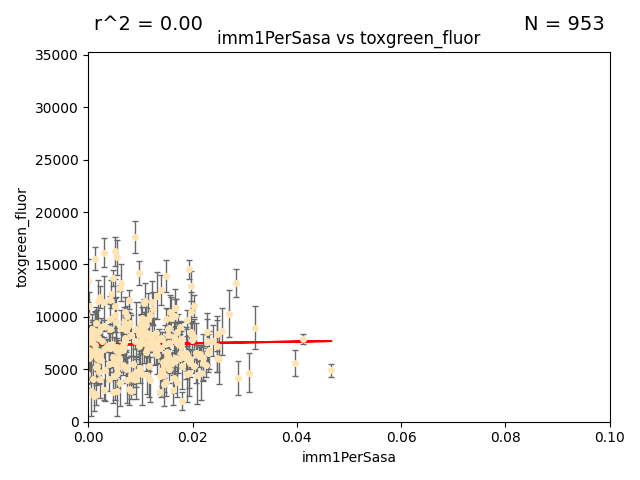 r^2 = 0.00
N = 953
imm1PerSasa vs toxgreen_fluor
35000
30000
25000
20000
15000
10000
5000
0
toxgreen_fluor
0.00
0.02
0.04
0.06
0.08
0.10
imm1PerSasa